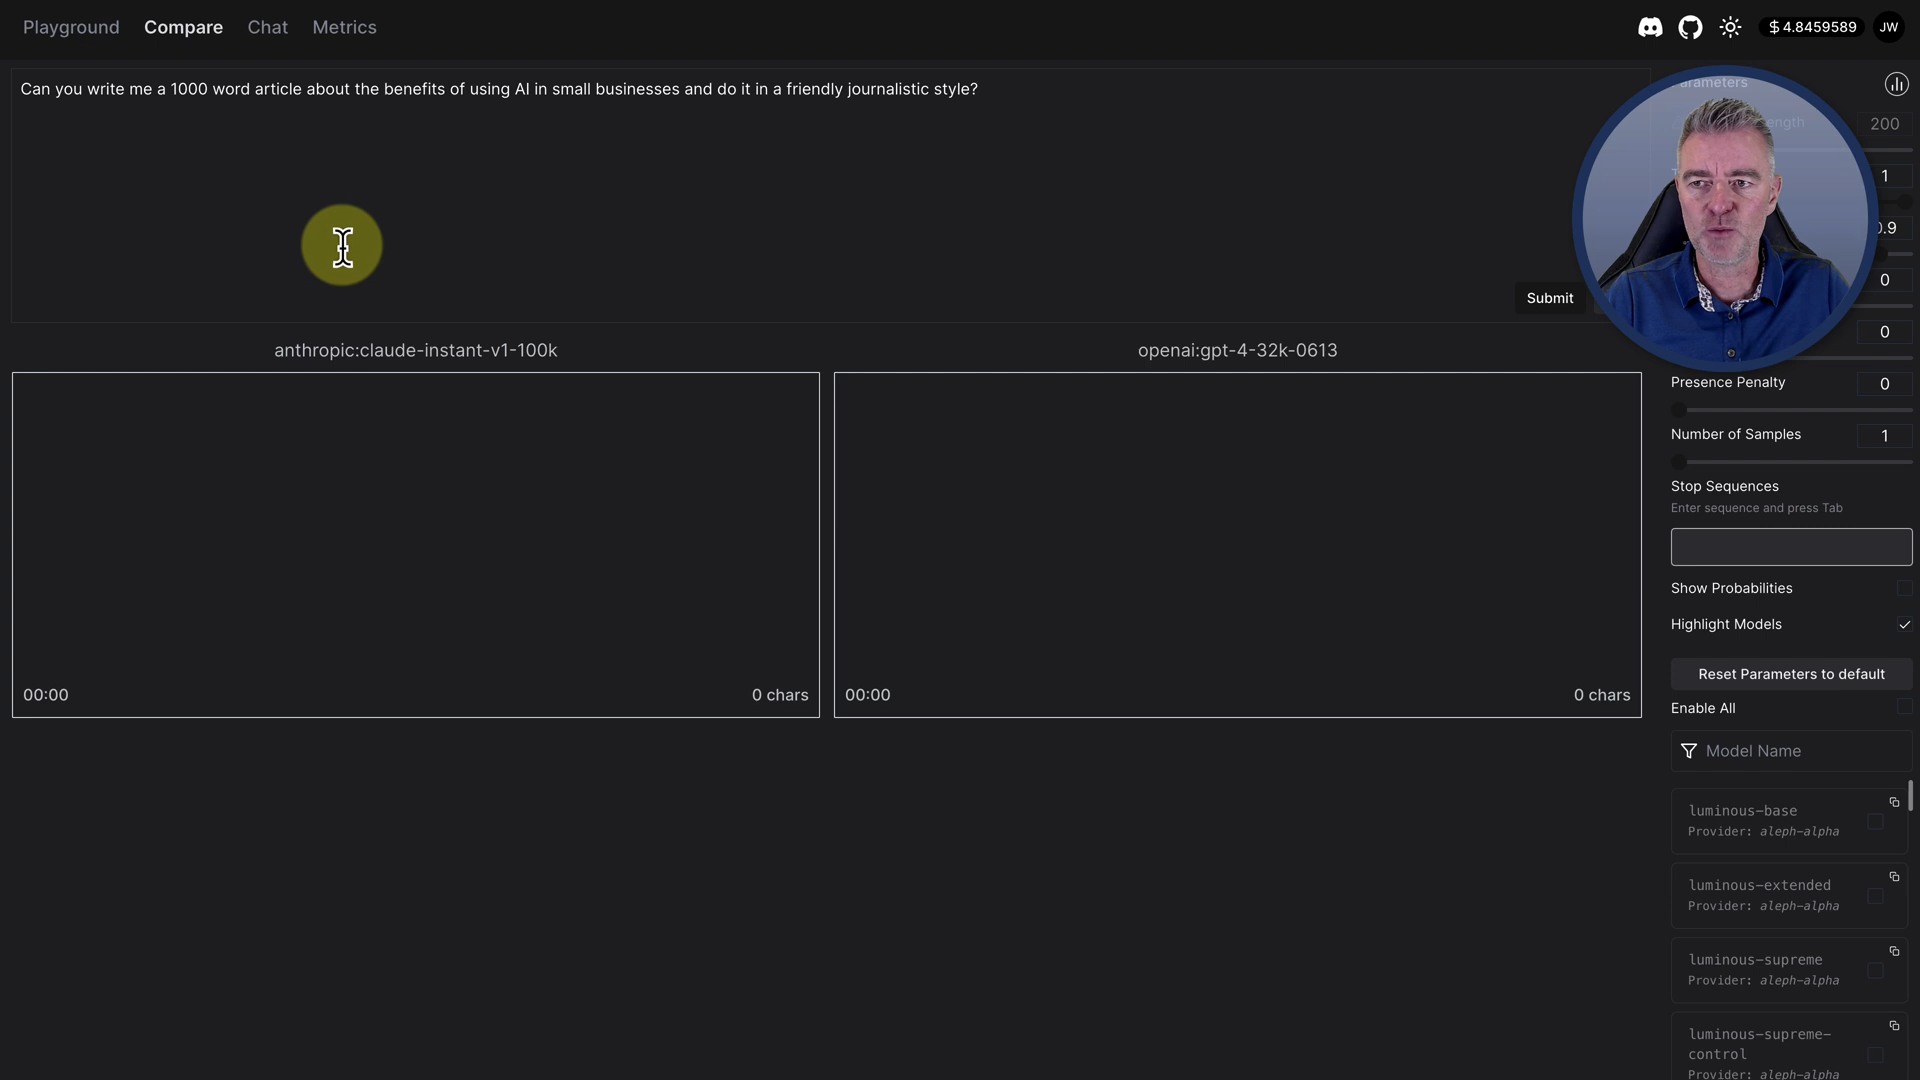 Playground Compare Chat Metrics
$ 4.8459589 JW
Can you write me a 1000 word article about the benefits of using AI in small businesses and do it in a friendly journalistic style?
Parameters
ength 200
1
0.9
0
0
Submit
anthropic:claude-instant-v1-100k
openai:gpt-4-32k-0613
00:00 0 chars
00:00 0 chars
Presence Penalty 0
Number of Samples 1
Stop Sequences
Enter sequence and press Tab
Show Probabilities
Highlight Models
Reset Parameters to default
Enable All
Model Name
luminous-base
Provider: aleph-alpha
luminous-extended
Provider: aleph-alpha
luminous-supreme
Provider: aleph-alpha
luminous-supreme-
control
Provider: aleph-alpha